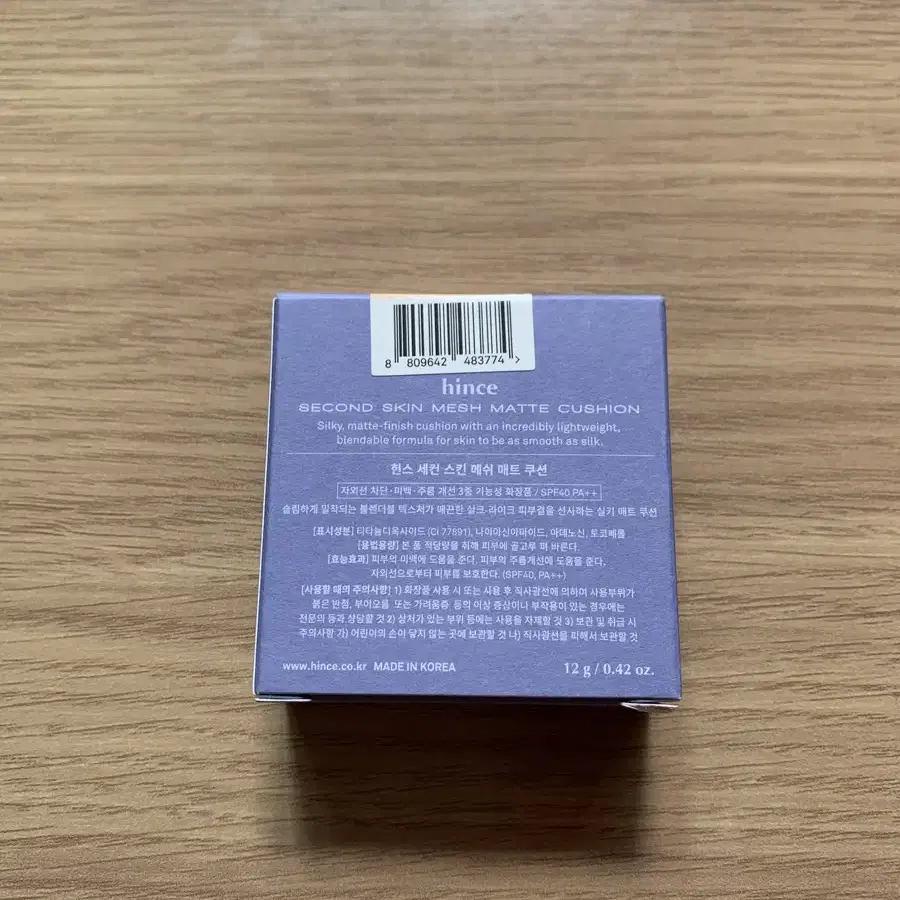 8 809642 483774 >
hince
SECOND SKIN MESH MATTE CUSHION
Silky, matte-finish cushion with an incredibly lightweight,
blendable formula for skin to be as smooth as silk.
힌스 세컨 스킨 메쉬 매트 쿠션
자외선 차단·미백·주름 개선 3중 기능성 화장품 / SPF40 PA++
슬림하게 밀착되는 블렌더블 텍스처가 매끈한 실크-라이크 피부결을 선사하는 실키 매트 쿠션
[표시성분] 티타늄디옥사이드 (CI 77891), 나이아신아마이드, 아데노신, 토코페롤
[용법용량] 본 품 적당량을 취해 피부에 골고루 펴 바른다.
[효능효과] 피부의 미백에 도움을 준다. 피부의 주름개선에 도움을 준다.
자외선으로부터 피부를 보호한다. (SPF40, PA++)
[사용할 때의 주의사항] 1) 화장품 사용 시 또는 사용 후 직사광선에 의하여 사용부위가
붉은 반점, 부어오름 또는 가려움증 등의 이상 증상이나 부작용이 있는 경우에는
전문의 등과 상담할 것 2) 상처가 있는 부위 등에는 사용을 자제할 것 3) 보관 및 취급 시
주의사항 가) 어린이의 손이 닿지 않는 곳에 보관할 것 나) 직사광선을 피해서 보관할 것
www.hince.co.kr MADE IN KOREA 12 g / 0.42 oz.